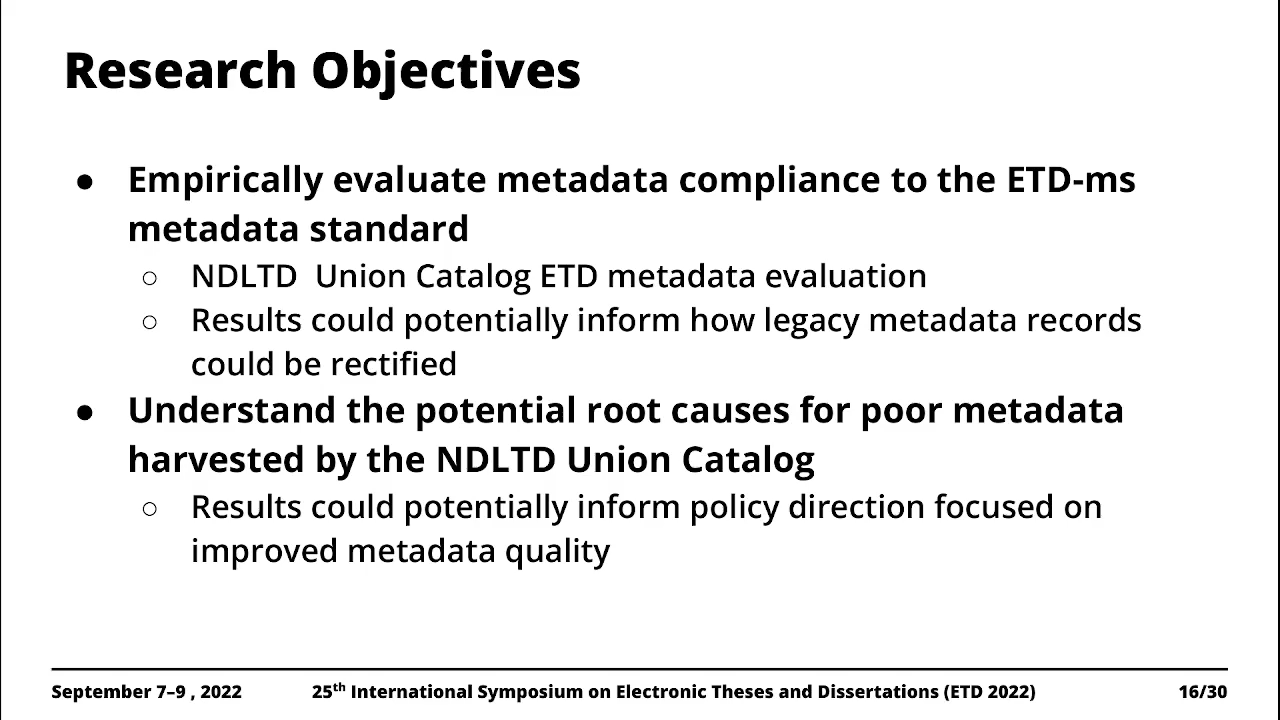 Research Objectives
● Empirically evaluate metadata compliance to the ETD-ms
metadata standard
○ NDLTD  Union Catalog ETD metadata evaluation
○ Results could potentially inform how legacy metadata records
could be rectified
● Understand the potential root causes for poor metadata
harvested by the NDLTD Union Catalog
○ Results could potentially inform policy direction focused on
improved metadata quality
September 7–9 , 2022 25th International Symposium on Electronic Theses and Dissertations (ETD 2022) 16/30